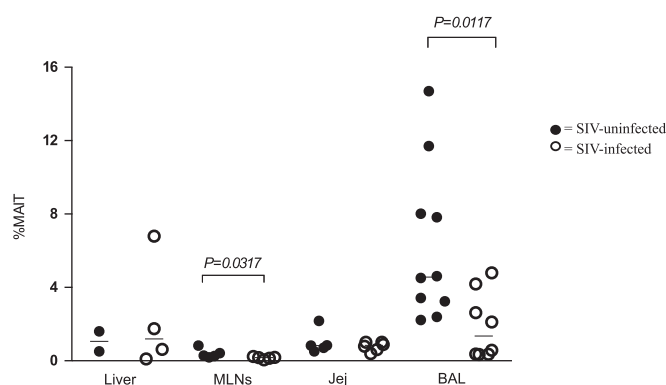 P=0.0117
16
12
8
4
0
%MAIT
P=0.0317
= SIV-uninfected
= SIV-infected
Liver MLNs Jej BAL